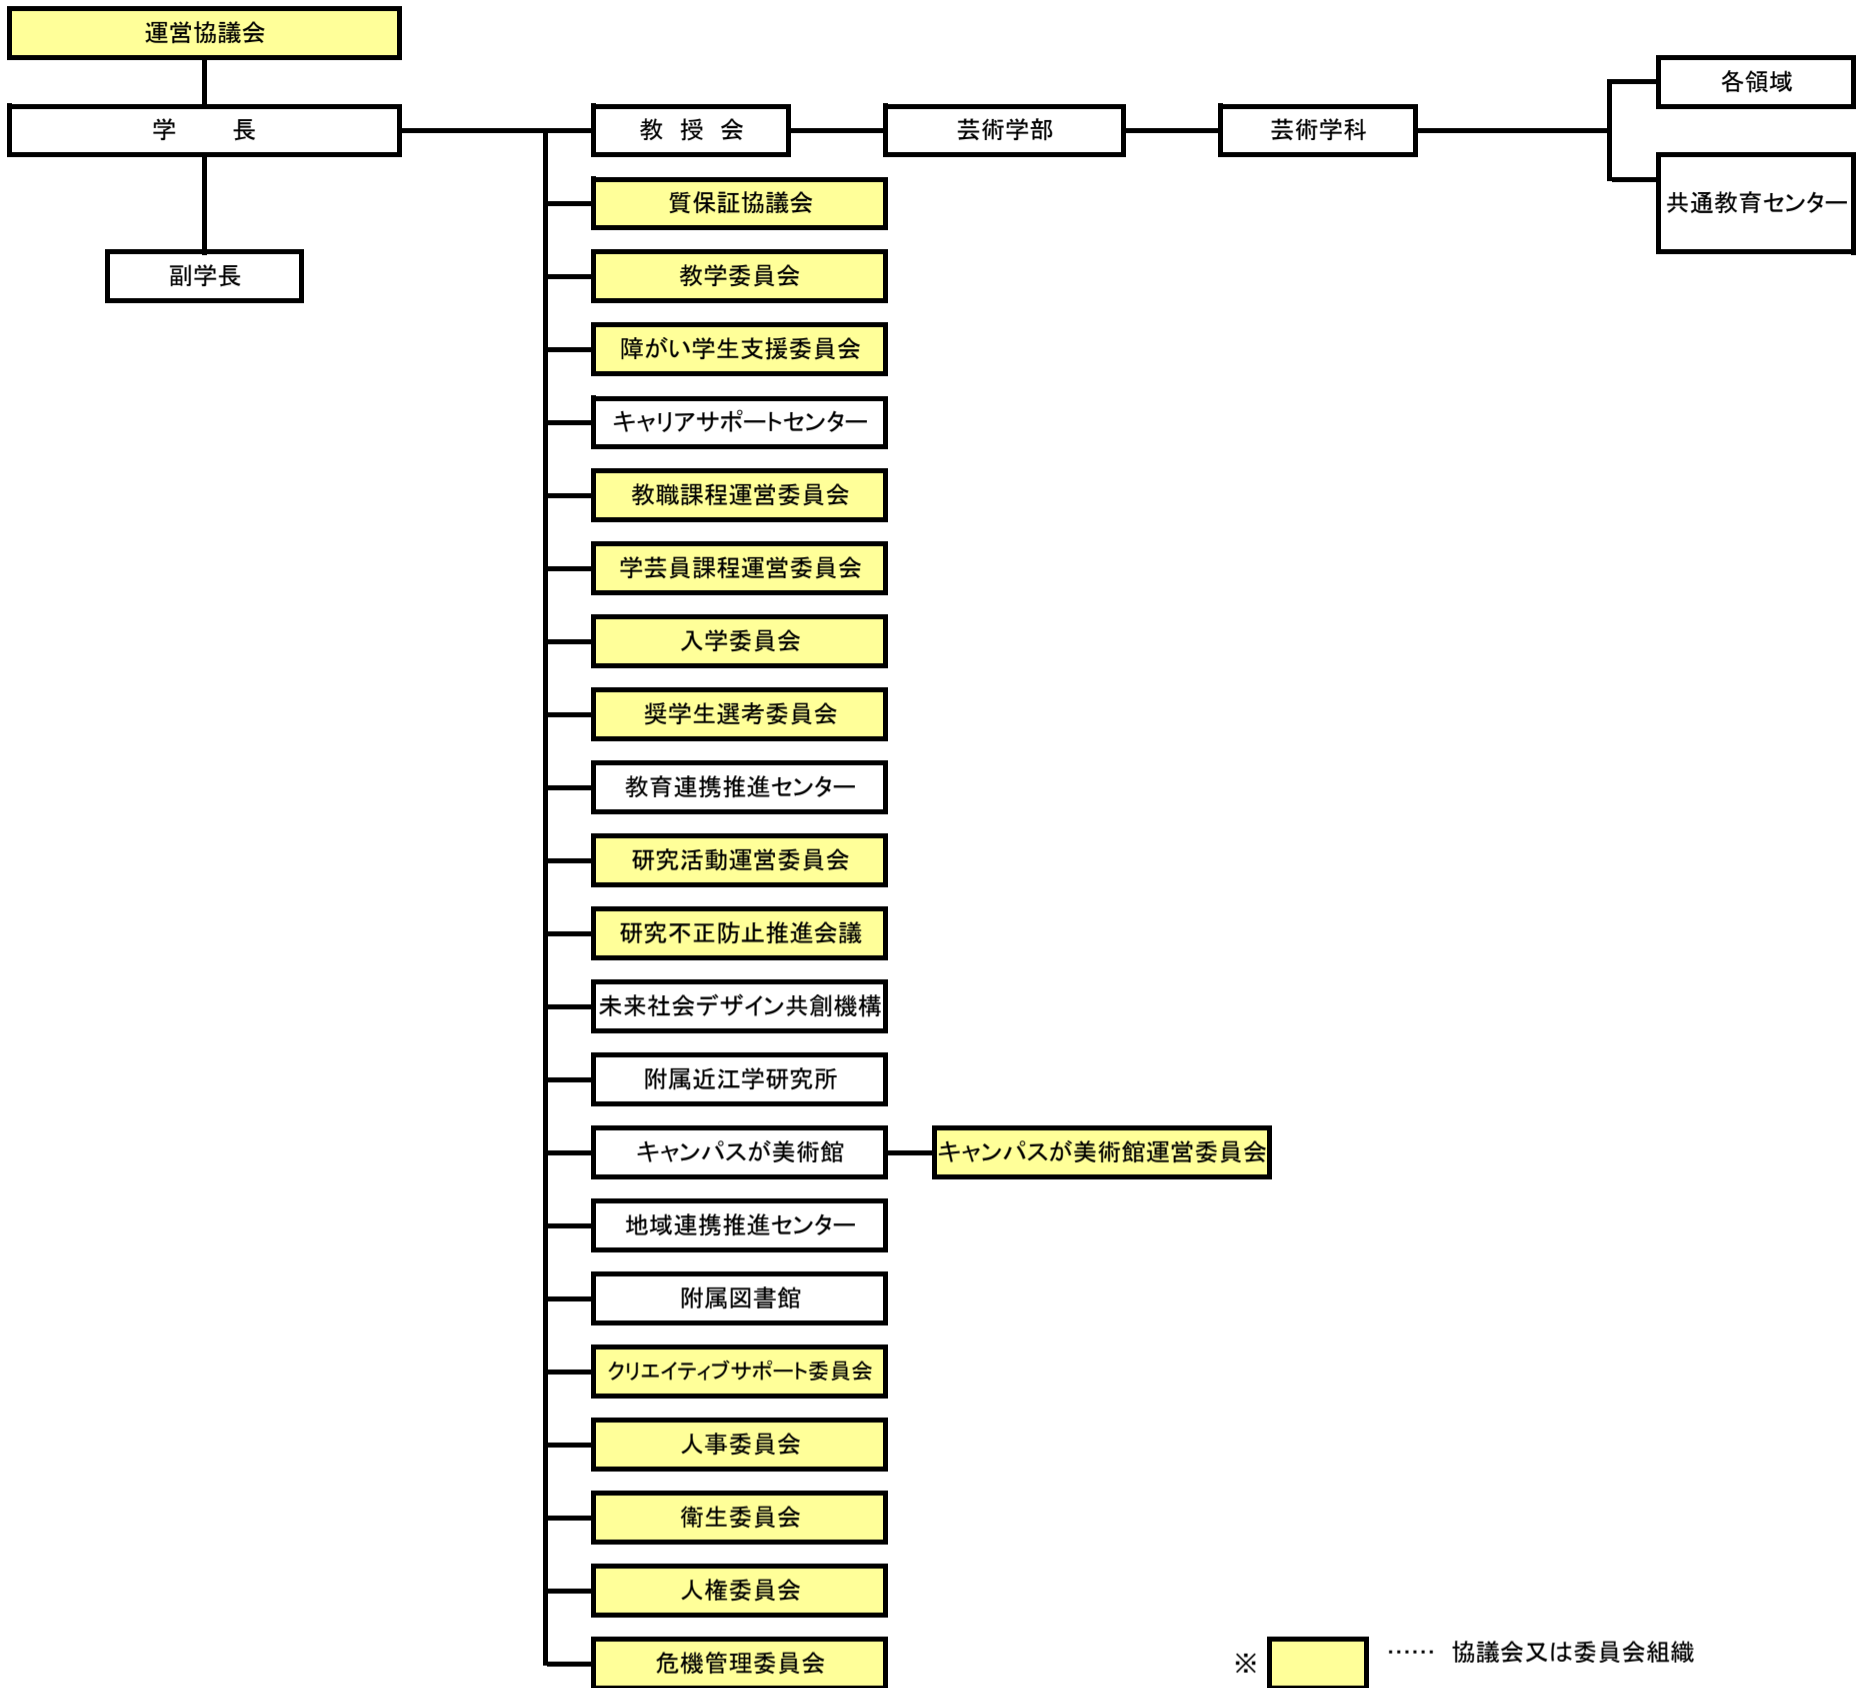 運営協議会
各領域
学　　長
教 授 会
芸術学部
芸術学科
質保証協議会
共通教育センター
教学委員会
副学長
障がい学生支援委員会
キャリアサポートセンター
教職課程運営委員会
学芸員課程運営委員会
入学委員会
奨学生選考委員会
教育連携推進センター
研究活動運営委員会
研究不正防止推進会議
未来社会デザイン共創機構
附属近江学研究所
キャンパスが美術館
キャンパスが美術館運営委員会
地域連携推進センター
附属図書館
クリエイティブサポート委員会
人事委員会
衛生委員会
人権委員会
危機管理委員会
※ …… 協議会又は委員会組織